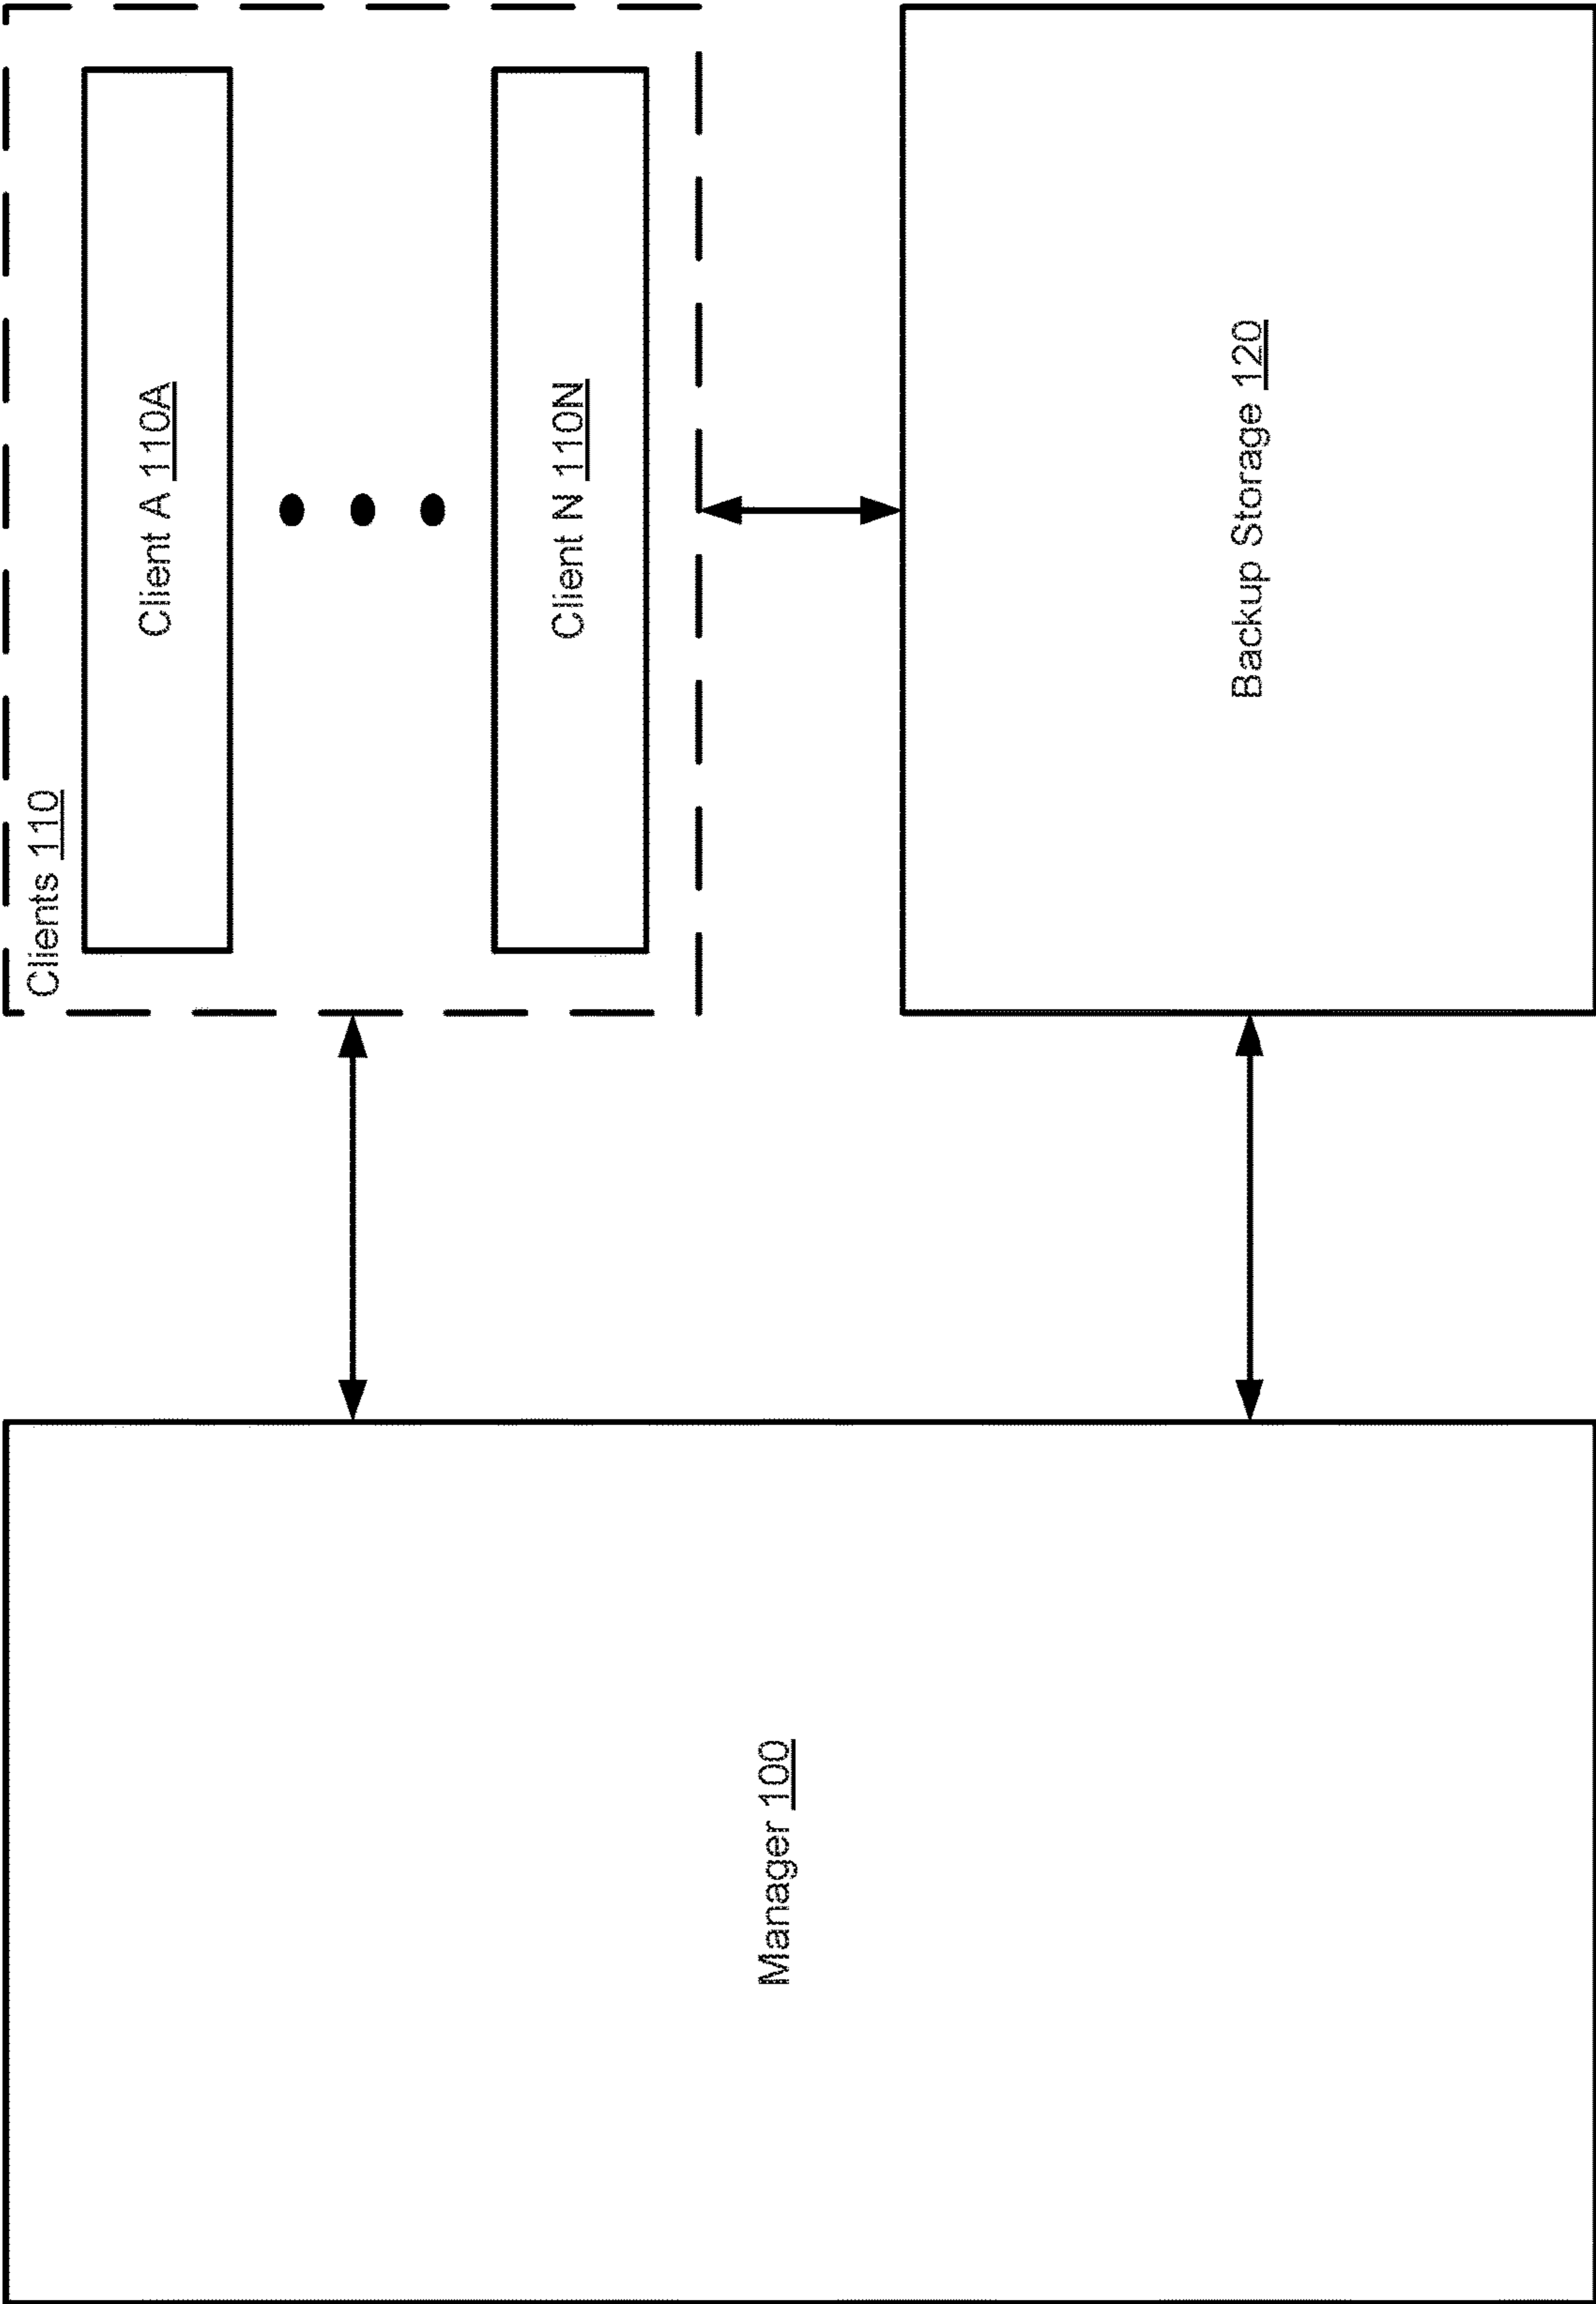 Manager 100
Clients 110
Client A 110A
Client N 110N
Backup Storage 120